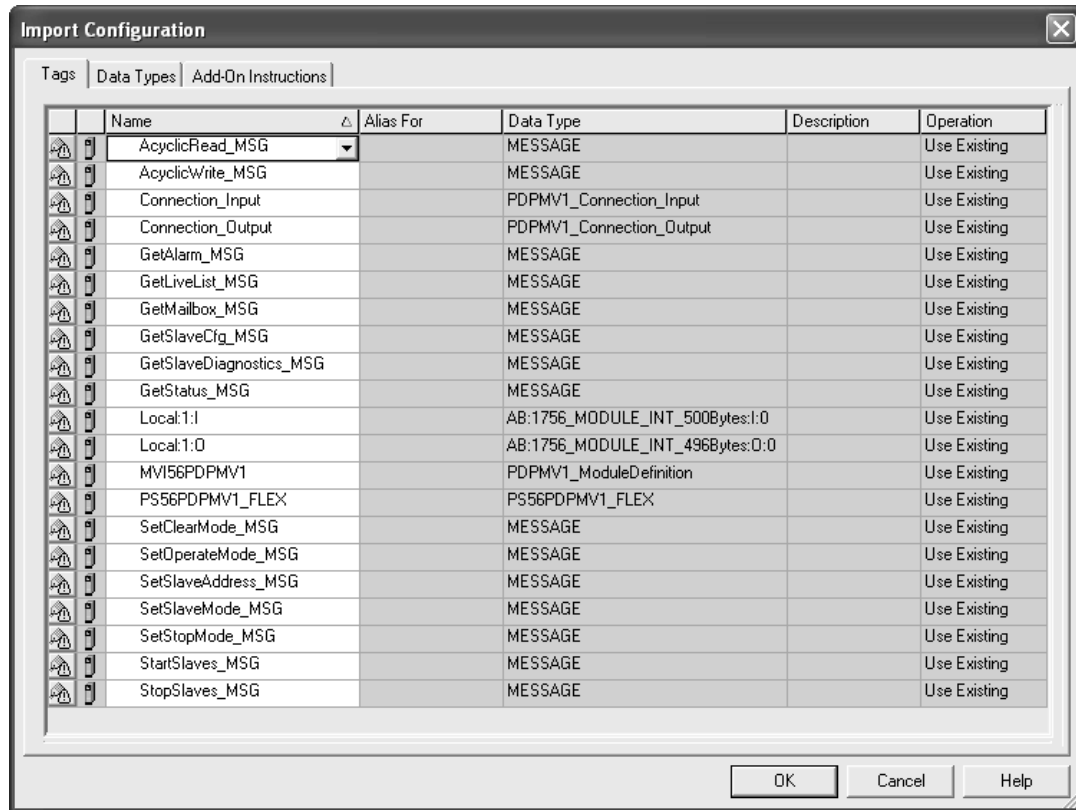 Import Configuration
Tags Data Types Add-On Instructions
Name Alias For Data Type Description Operation
AcyclicRead_MSG MESSAGE Use Existing
AcyclicWrite_MSG MESSAGE Use Existing
Connection_Input PDPMV1_Connection_Input Use Existing
Connection_Output PDPMV1_Connection_Output Use Existing
GetAlarm_MSG MESSAGE Use Existing
GetLiveList_MSG MESSAGE Use Existing
GetMailbox_MSG MESSAGE Use Existing
GetSlaveCfg_MSG MESSAGE Use Existing
GetSlaveDiagnostics_MSG MESSAGE Use Existing
GetStatus_MSG MESSAGE Use Existing
Local:1:I AB:1756_MODULE_INT_500Bytes:I:0 Use Existing
Local:1:O AB:1756_MODULE_INT_496Bytes:O:0 Use Existing
MVI56PDPMV1 PDPMV1_ModuleDefinition Use Existing
PS56PDPMV1_FLEX PS56PDPMV1_FLEX Use Existing
SetClearMode_MSG MESSAGE Use Existing
SetOperateMode_MSG MESSAGE Use Existing
SetSlaveAddress_MSG MESSAGE Use Existing
SetSlaveMode_MSG MESSAGE Use Existing
SetStopMode_MSG MESSAGE Use Existing
StartSlaves_MSG MESSAGE Use Existing
StopSlaves_MSG MESSAGE Use Existing
OK Cancel Help